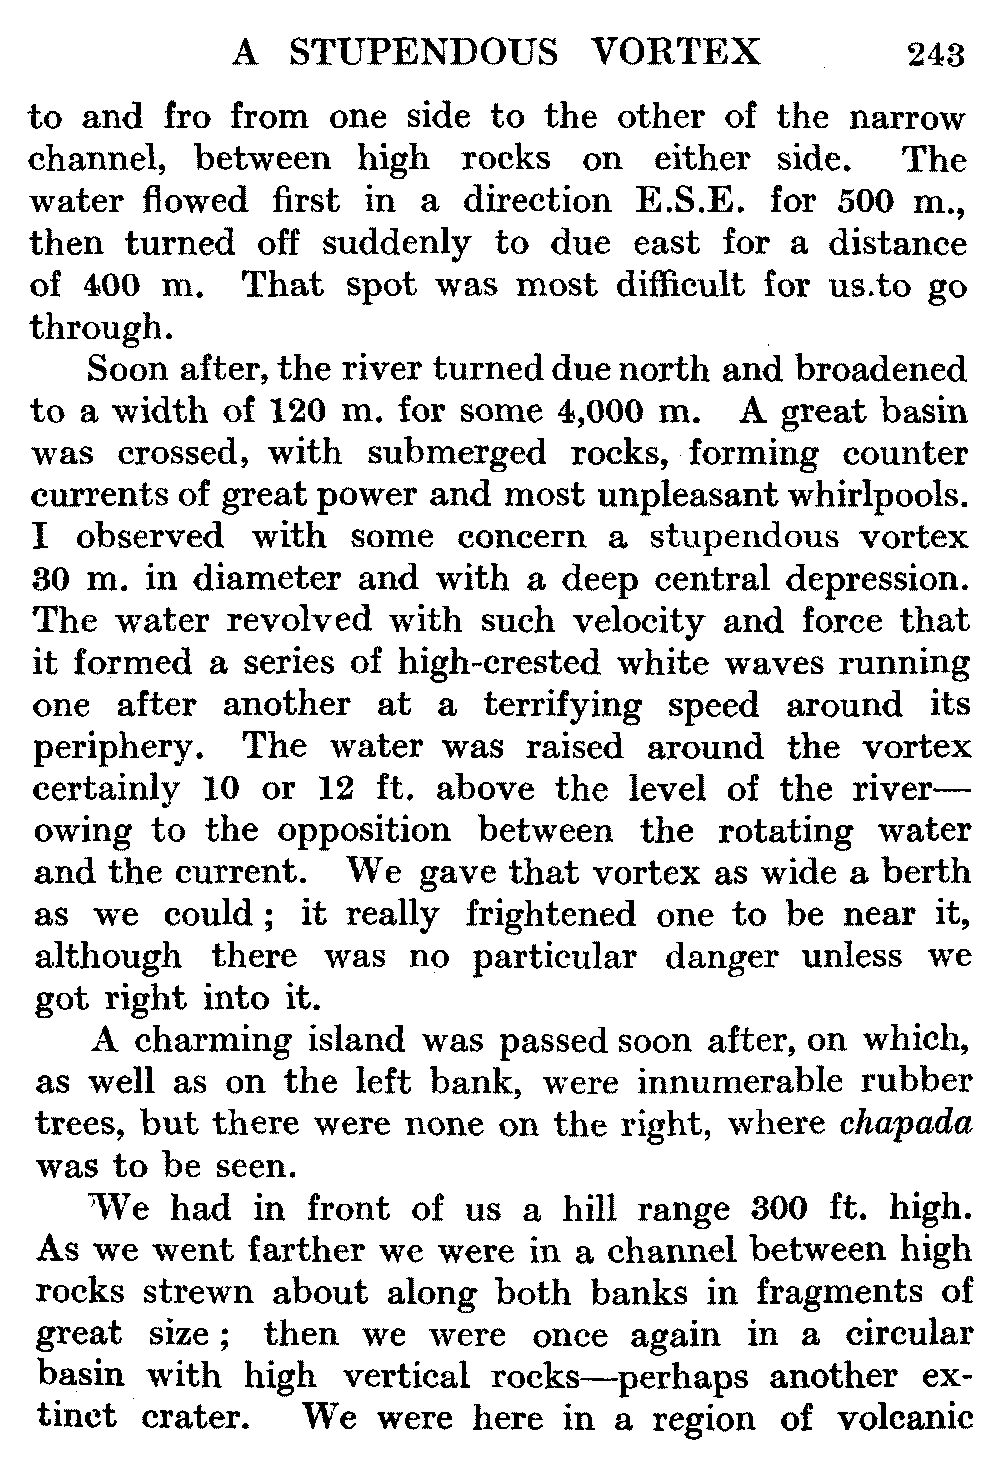 A STUPENDOUS VORTEX 243
to and fro from one side to the other of the narrow
channel, between high rocks on either side. The
water flowed first in a direction E.S.E. for 500 m.,
then turned off suddenly to due east for a distance
of 400 m. That spot was most difficult for us.to go
through.
Soon after, the river turned due north and broadened
to a width of 120 m. for some 4,000 m. A great basin
was crossed, with submerged rocks, forming counter
currents of great power and most unpleasant whirlpools.
I observed with some concern a stupendous vortex
30 m. in diameter and with a deep central depression.
The water revolved with such velocity and force that
it formed a series of high-crested white waves running
one after another at a terrifying speed around its
periphery. The water was raised around the vortex
certainly 10 or 12 ft. above the level of the river—
owing to the opposition between the rotating water
and the current. We gave that vortex as wide a berth
as we could ; it really frightened one to be near it,
although there was no particular danger unless we
got right into it.
A charming island was passed soon after, on which,
as well as on the left bank, were innumerable rubber
trees, but there were none on the right, where chapada
was to be seen.
We had in front of us a hill range 300 ft. high.
As we went farther we were in a channel between high
rocks strewn about along both banks in fragments of
great size ; then we were once again in a circular
basin with high vertical rocks—perhaps another ex-
tinct crater. We were here in a region of volcanic